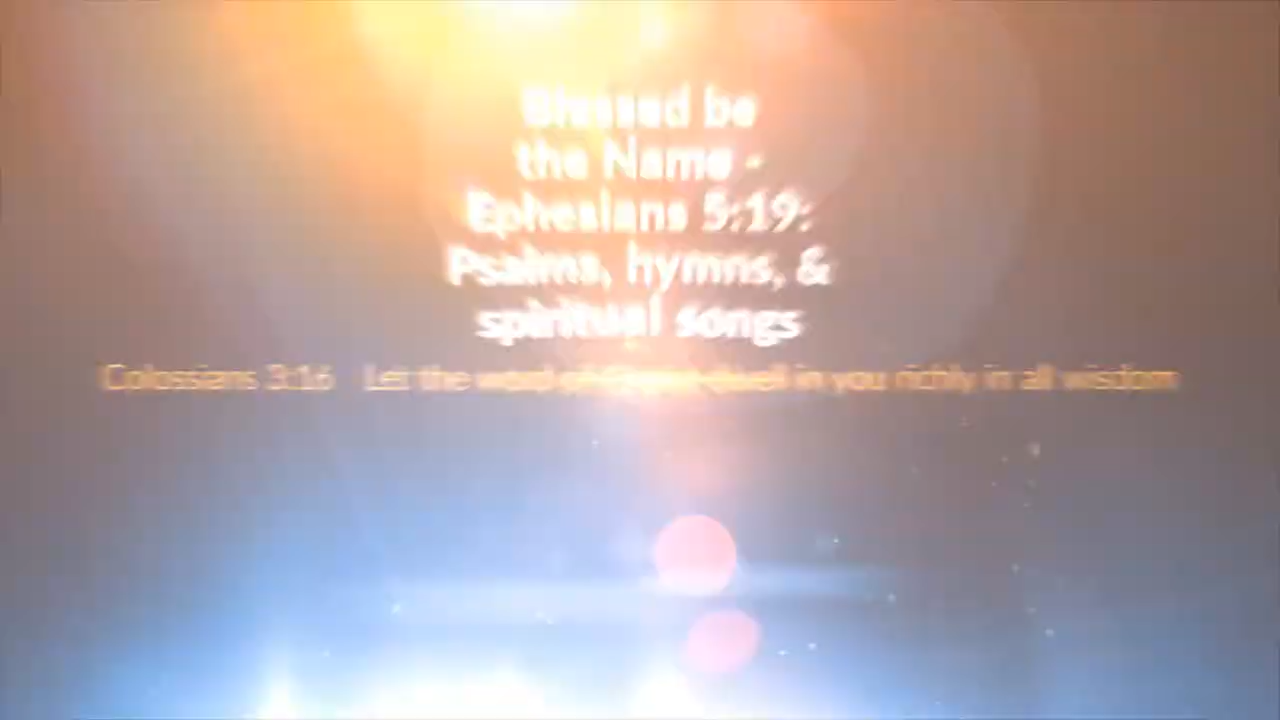 Blessed be
the Name -
Ephesians 5:19:
Psalms, hymns, &
spiritual songs
Colossians 3:16 Let the word of Christ dwell in you richly in all wisdom